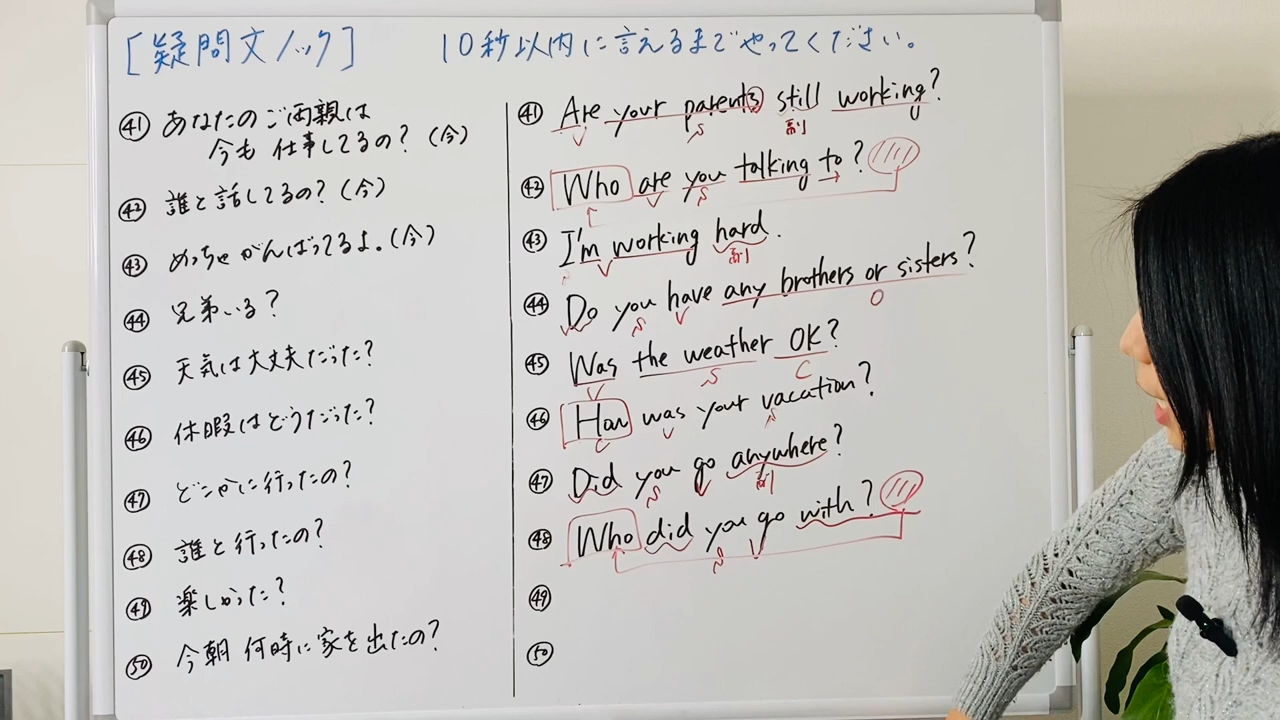 [疑問文ノック] 10秒以内に言えるまでやってください。
㊶ あなたのご両親は
今も 仕事してるの？(今)
㊷ 誰と話してるの？(今)
㊸ めっちゃがんばってるよ。(今)
㊹ 兄弟いる？
㊺ 天気は大丈夫だった？
㊻ 休暇はどうだった？
㊼ どこかに行ったの？
㊽ 誰と行ったの？
㊾ 楽しかった？
㊿ 今朝 何時に家を出たの？
㊶ Are your parents still working?
V S 副
㊷ Who are you talking to?
V S
㊸ I'm working hard.
S V 副
㊹ Do you have any brothers or sisters?
S V O
㊺ Was the weather OK?
V S C
㊻ How was your vacation?
C V S
㊼ Did you go anywhere?
S V 副
㊽ Who did you go with?
S V
㊾
㊿